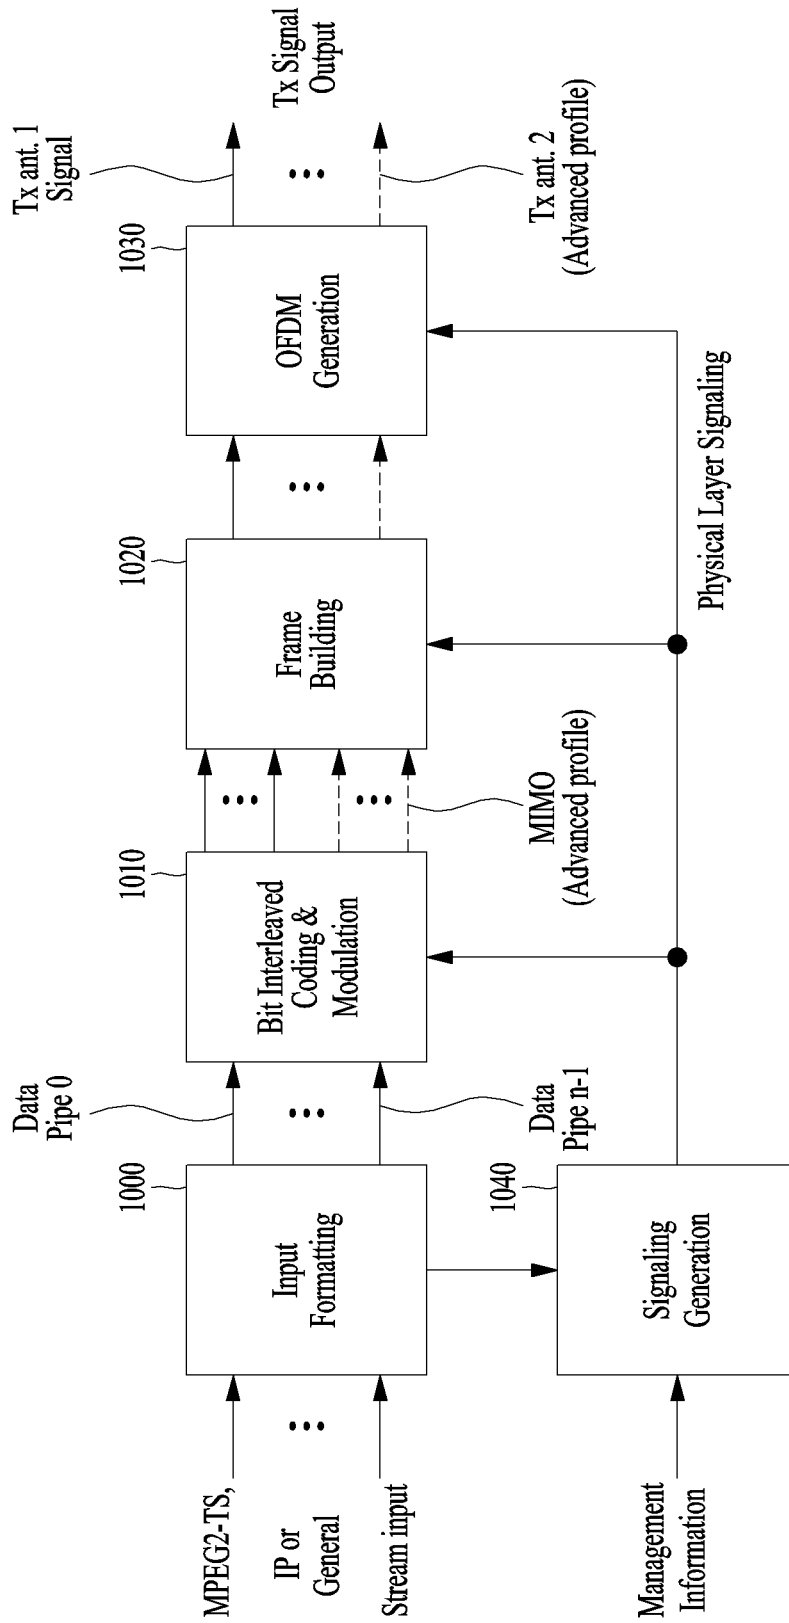 MPEG2-TS,
IP or
General
Stream input
1000
Input
Formatting
Data
Pipe 0
Data
Pipe n-1
1010
Bit Interleaved
Coding &
Modulation
MIMO
(Advanced profile)
1020
Frame
Building
1030
OFDM
Generation
Tx ant. 1
Signal
Tx Signal
Output
Tx ant. 2
(Advanced profile)
Management
Information
1040
Signaling
Generation
Physical Layer Signaling